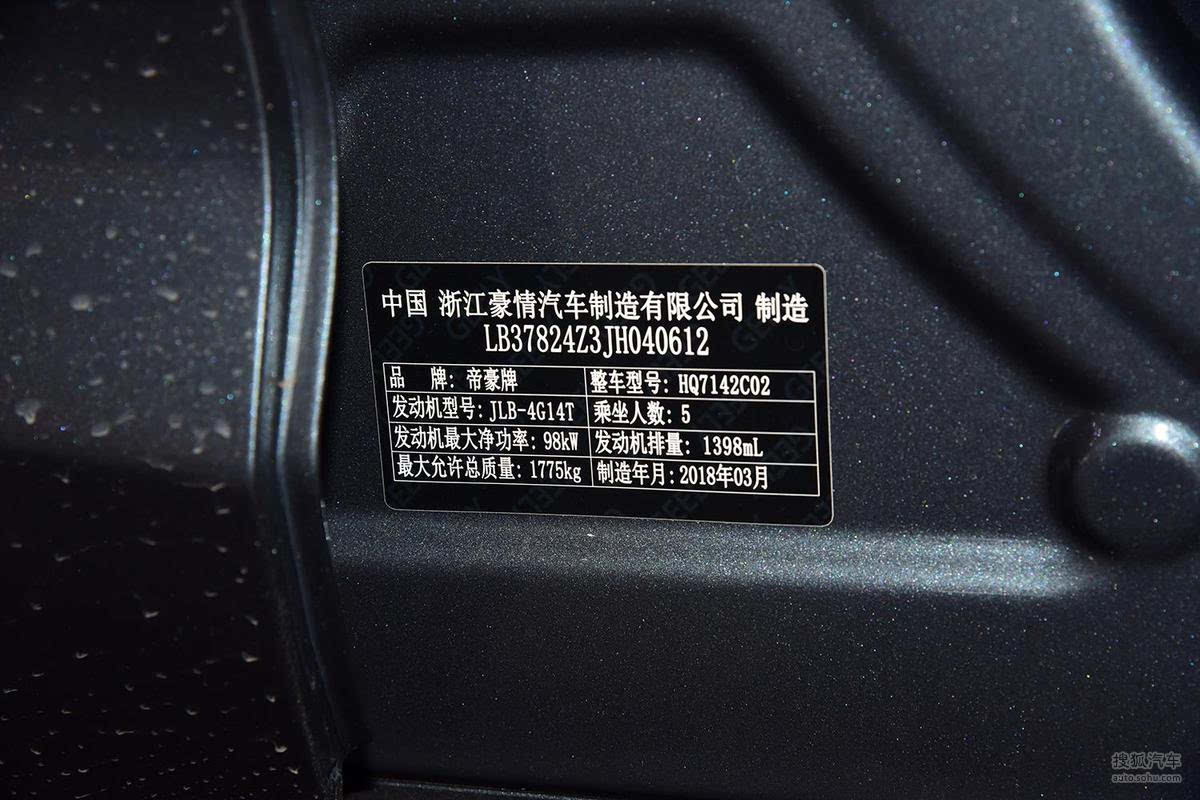 中国 浙江豪情汽车制造有限公司 制造
LB37824Z3JH040612
品 牌: 帝豪牌 整车型号: HQ7142C02
发动机型号: JLB-4G14T 乘坐人数: 5
发动机最大净功率: 98kW 发动机排量: 1398mL
最大允许总质量: 1775kg 制造年月: 2018年03月
搜狐汽车
auto.sohu.com